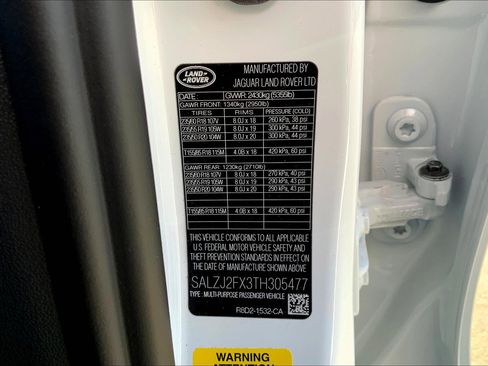 LAND
ROVER
MANUFACTURED BY
JAGUAR LAND ROVER LTD
DATE: GVWR: 2430kg (5355lb)
GAWR FRONT: 1340kg (2950lb)
TIRES RIMS PRESSURE (COLD)
235/60 R18 107V 8.0J x 18 260 kPa, 38 psi
235/55 R19 105W 8.0J x 19 300 kPa, 44 psi
235/50 R20 104W 8.0J x 20 300 kPa, 44 psi
T155/85 R18 115M 4.0B x 18 420 kPa, 60 psi
GAWR REAR: 1230kg (2710lb)
235/60 R18 107V 8.0J x 18 270 kPa, 40 psi
235/55 R19 105W 8.0J x 19 290 kPa, 43 psi
235/50 R20 104W 8.0J x 20 290 kPa, 43 psi
T155/85 R18 115M 4.0B x 18 420 kPa, 60 psi
THIS VEHICLE CONFORMS TO ALL APPLICABLE
U.S. FEDERAL MOTOR VEHICLE SAFETY AND
THEFT PREVENTION STANDARDS IN EFFECT ON
DATE OF MANUFACTURE SHOWN ABOVE.
SALZJ2FX3TH305477
TYPE: MULTI-PURPOSE PASSENGER VEHICLE
R8D2-1532-CA
WARNING
ATTENTION